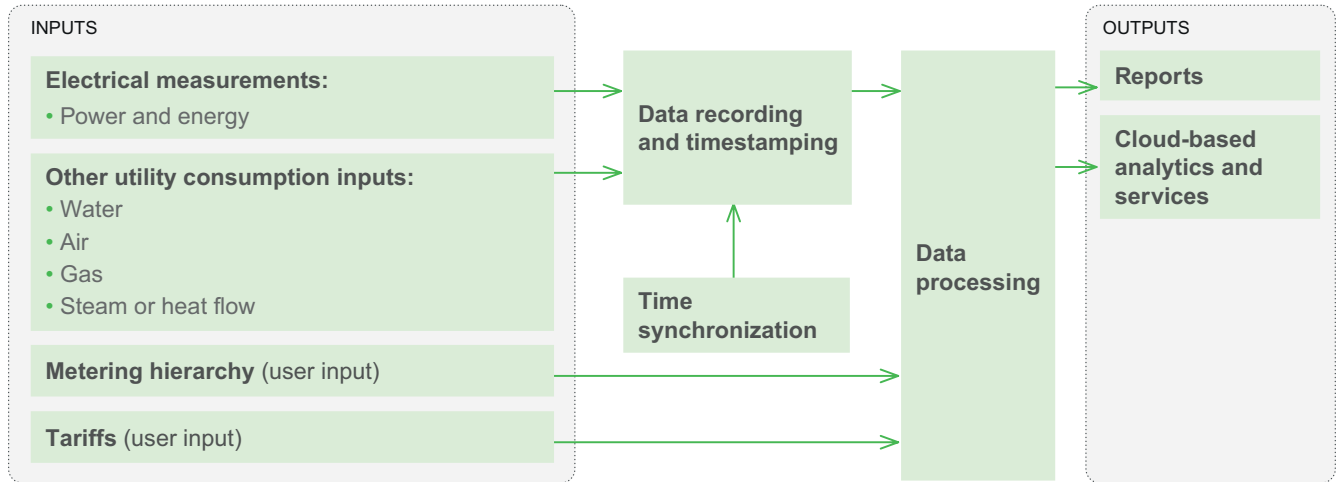 INPUTS
Electrical measurements:
• Power and energy
Other utility consumption inputs:
• Water
• Air
• Gas
• Steam or heat flow
Metering hierarchy (user input)
Tariffs (user input)
Data recording
and timestamping
Time
synchronization
Data
processing
OUTPUTS
Reports
Cloud-based
analytics and
services